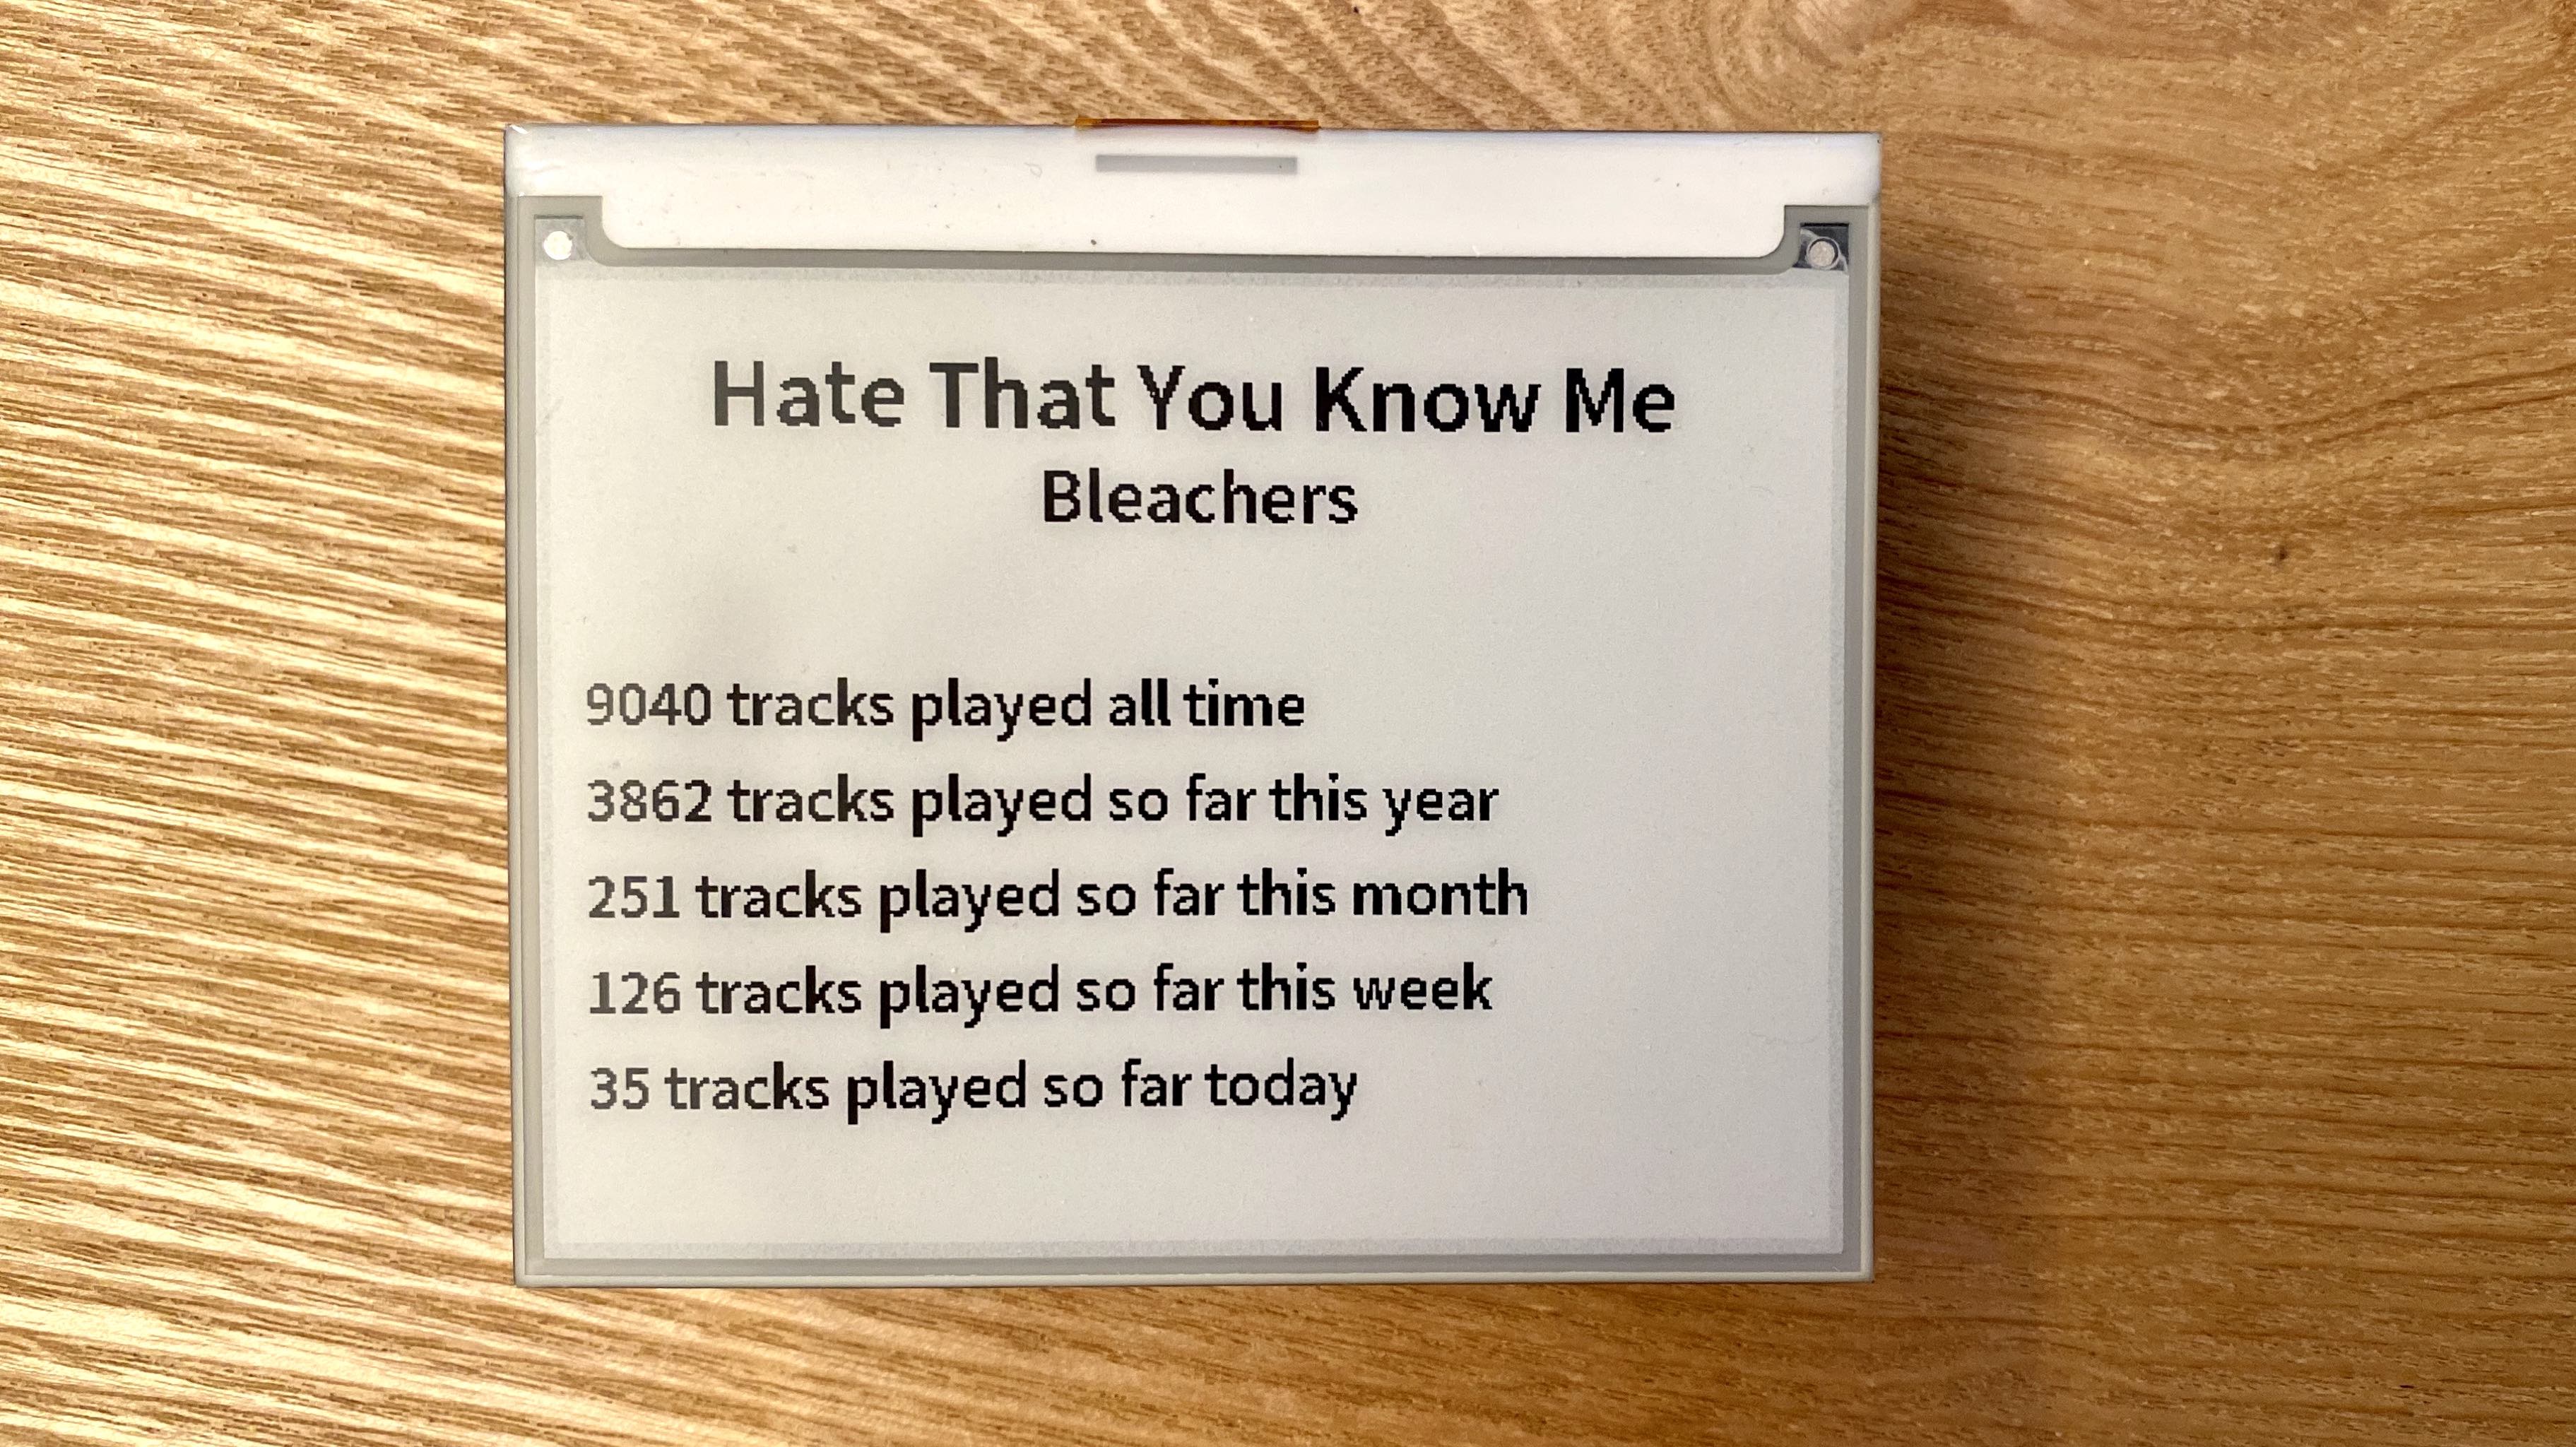 Hate That You Know Me
Bleachers
9040 tracks played all time
3862 tracks played so far this year
251 tracks played so far this month
126 tracks played so far this week
35 tracks played so far today